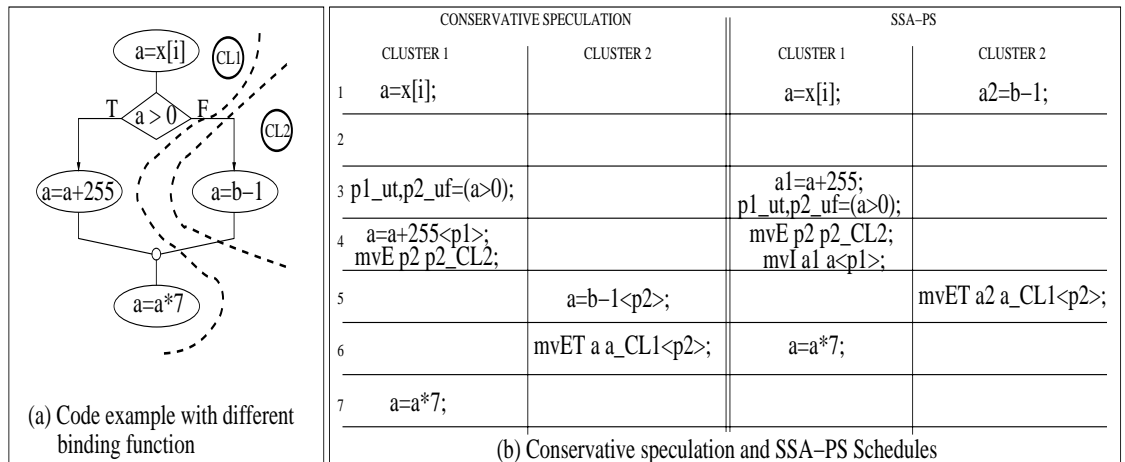 a=x[i]
CL1
T
a > 0
F
CL2
a=a+255
a=b−1
a=a*7
(a) Code example with different
binding function
CONSERVATIVE SPECULATION
SSA−PS
CLUSTER 1
CLUSTER 2
CLUSTER 1
CLUSTER 2
1
a=x[i];
a=x[i];
a2=b−1;
2
3
p1_ut,p2_uf=(a>0);
a1=a+255;
p1_ut,p2_uf=(a>0);
4
a=a+255<p1>;
mvE p2 p2_CL2;
mvE p2 p2_CL2;
mvI a1 a<p1>;
5
a=b−1<p2>;
mvET a2 a_CL1<p2>;
6
mvET a a_CL1<p2>;
a=a*7;
7
a=a*7;
(b) Conservative speculation and SSA−PS Schedules